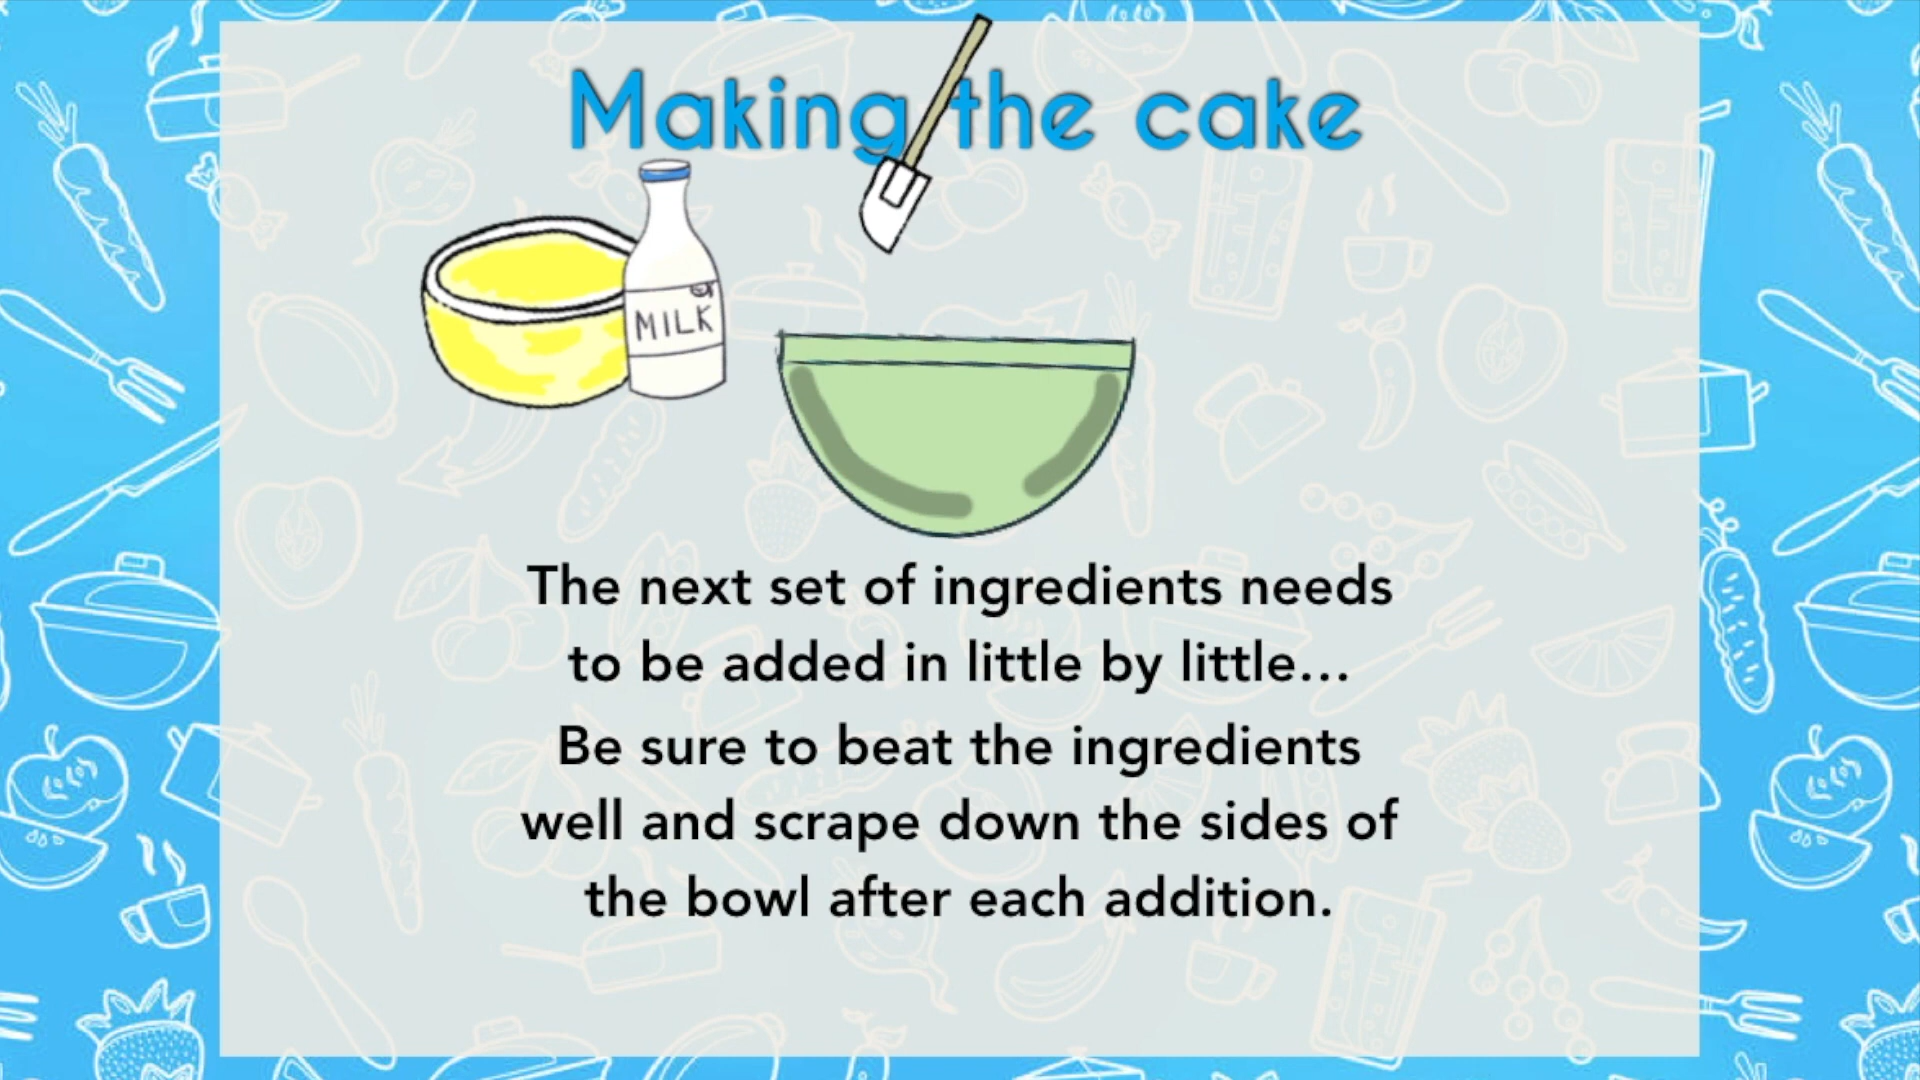 Making the cake
MILK
The next set of ingredients needs
to be added in little by little...
Be sure to beat the ingredients
well and scrape down the sides of
the bowl after each addition.